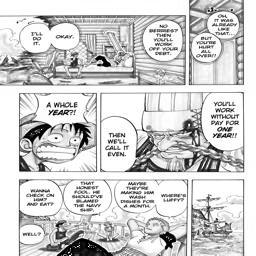 OH,
IT WAS
ALREADY
LIKE
THAT...
BUT
YOU'RE
HURT
ALL
OVER!!
NO
BERRIES?
THEN
YOU'LL
WORK
OFF YOUR
DEBT.
OKAY.
I'LL
DO
IT.
YOU'LL
WORK
WITHOUT
PAY FOR
ONE
YEAR!!
THEN
WE'LL
CALL IT
EVEN.
A WHOLE
YEAR?!
WHERE'S
LUFFY?
MAYBE
THEY'RE
MAKING HIM
WASH DISHES
FOR A
MONTH.
THAT
HONEST FOOL.
HE SHOULD'VE
BLAMED
THE NAVY
SHIP.
WANNA
CHECK ON
HIM?
AND EAT?
WELL?